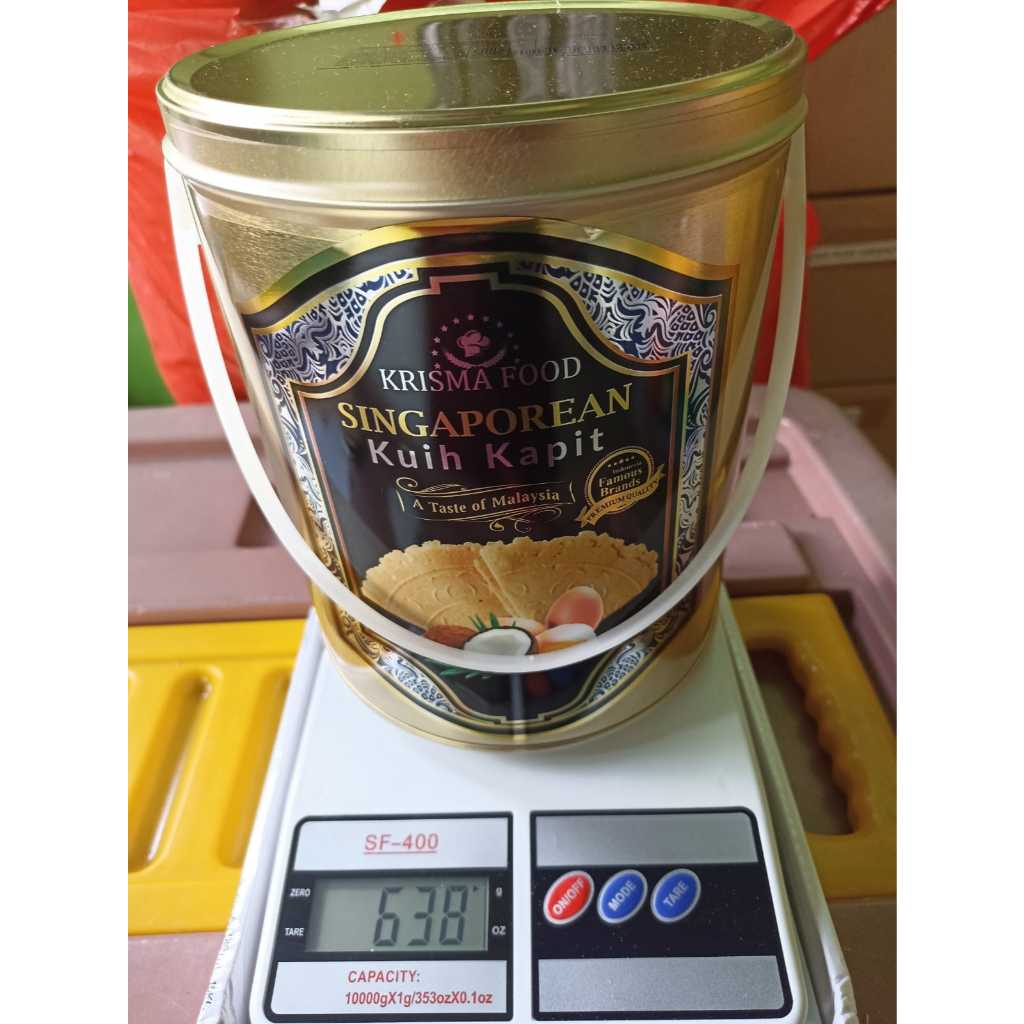 KRISMA FOOD
SINGAPOREAN
Kuih Kapit
A Taste of Malaysia
Indonesia
Famous
Brands
PREMIUM QUALITY
SF-400
ZERO
TARE
638
g
OZ
ON/OFF
MODE
TARE
CAPACITY:
10000gX1g/353ozX0.1oz